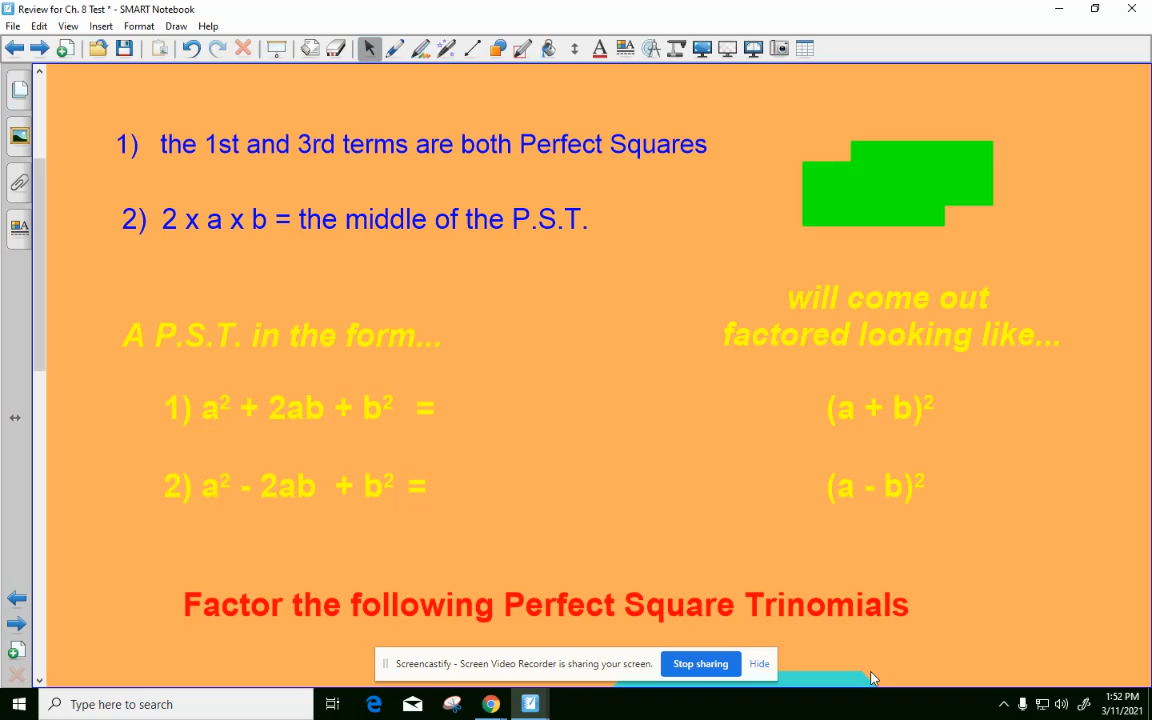 Review for Ch. 8 Test * - SMART Notebook
File Edit View Insert Format Draw Help
1) the 1st and 3rd terms are both Perfect Squares
2) 2 x a x b = the middle of the P.S.T.
A P.S.T. in the form...
will come out
factored looking like...
1) a² + 2ab + b² =
(a + b)²
2) a² - 2ab + b² =
(a - b)²
Factor the following Perfect Square Trinomials
Screencastify - Screen Video Recorder is sharing your screen. Stop sharing Hide
Type here to search
1:52 PM
3/11/2021